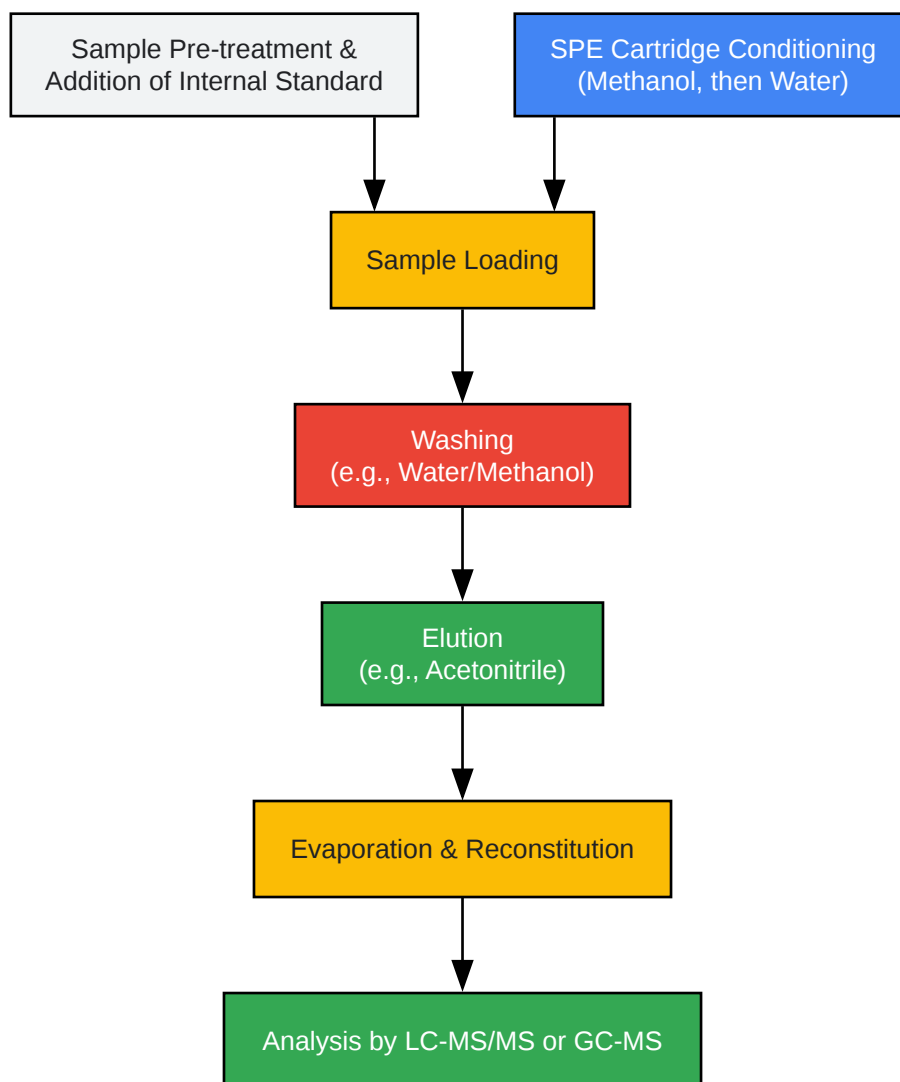 Sample Pre-treatment &
Addition of Internal Standard
SPE Cartridge Conditioning
(Methanol, then Water)
Sample Loading
Washing
(e.g., Water/Methanol)
Elution
(e.g., Acetonitrile)
Evaporation & Reconstitution
Analysis by LC-MS/MS or GC-MS